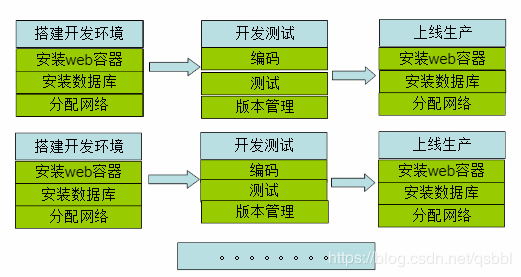 搭建开发环境
安装web容器
安装数据库
分配网络
开发测试
编码
测试
版本管理
上线生产
安装web容器
安装数据库
分配网络
搭建开发环境
安装web容器
安装数据库
分配网络
开发测试
编码
测试
版本管理
上线生产
安装web容器
安装数据库
分配网络
。。。。。。。。
https://blog.csdn.net/qsbbl